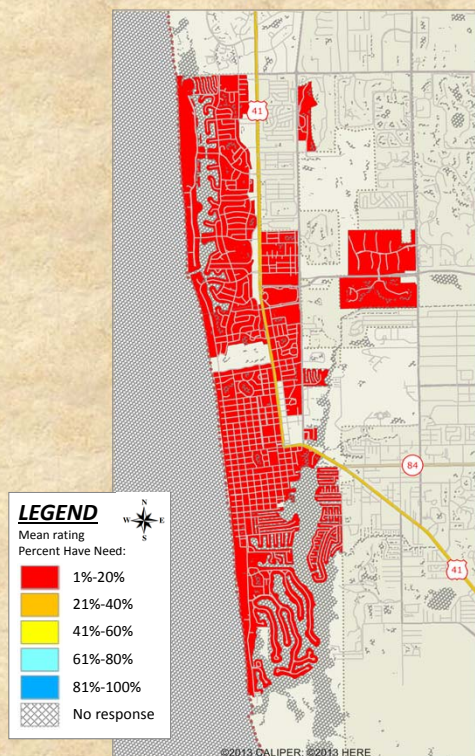 41
84
41
LEGEND
N
W E
S
Mean rating
Percent Have Need:
1%-20%
21%-40%
41%-60%
61%-80%
81%-100%
No response
©2013 CALIPER; ©2013 HERE